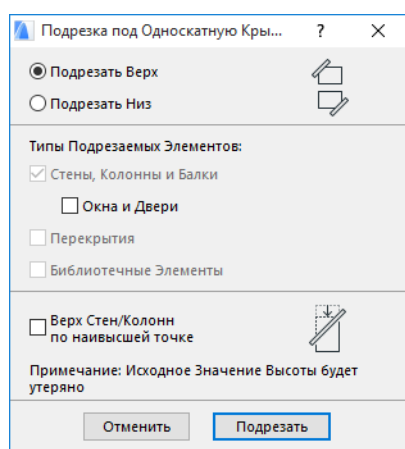 Подрезка под Односкатную Кры... ?
Подрезать Верх
Подрезать Низ
Типы Подрезаемых Элементов:
Стены, Колонны и Балки
Окна и Двери
Перекрытия
Библиотечные Элементы
Верх Стен/Колонн
по наивысшей точке
Примечание: Исходное Значение Высоты будет
утеряно
Отменить Подрезать